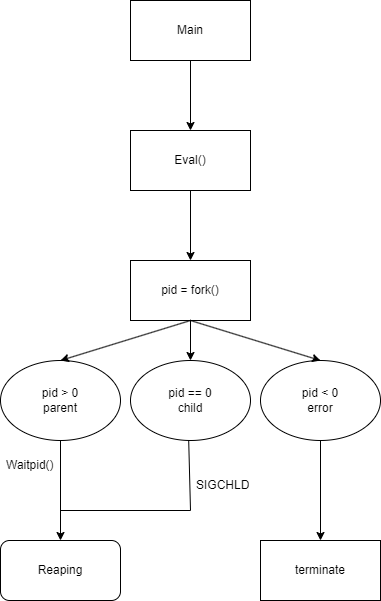 Main
Eval()
pid = fork()
pid > 0
parent
pid == 0
child
pid < 0
error
Waitpid()
SIGCHLD
Reaping
terminate